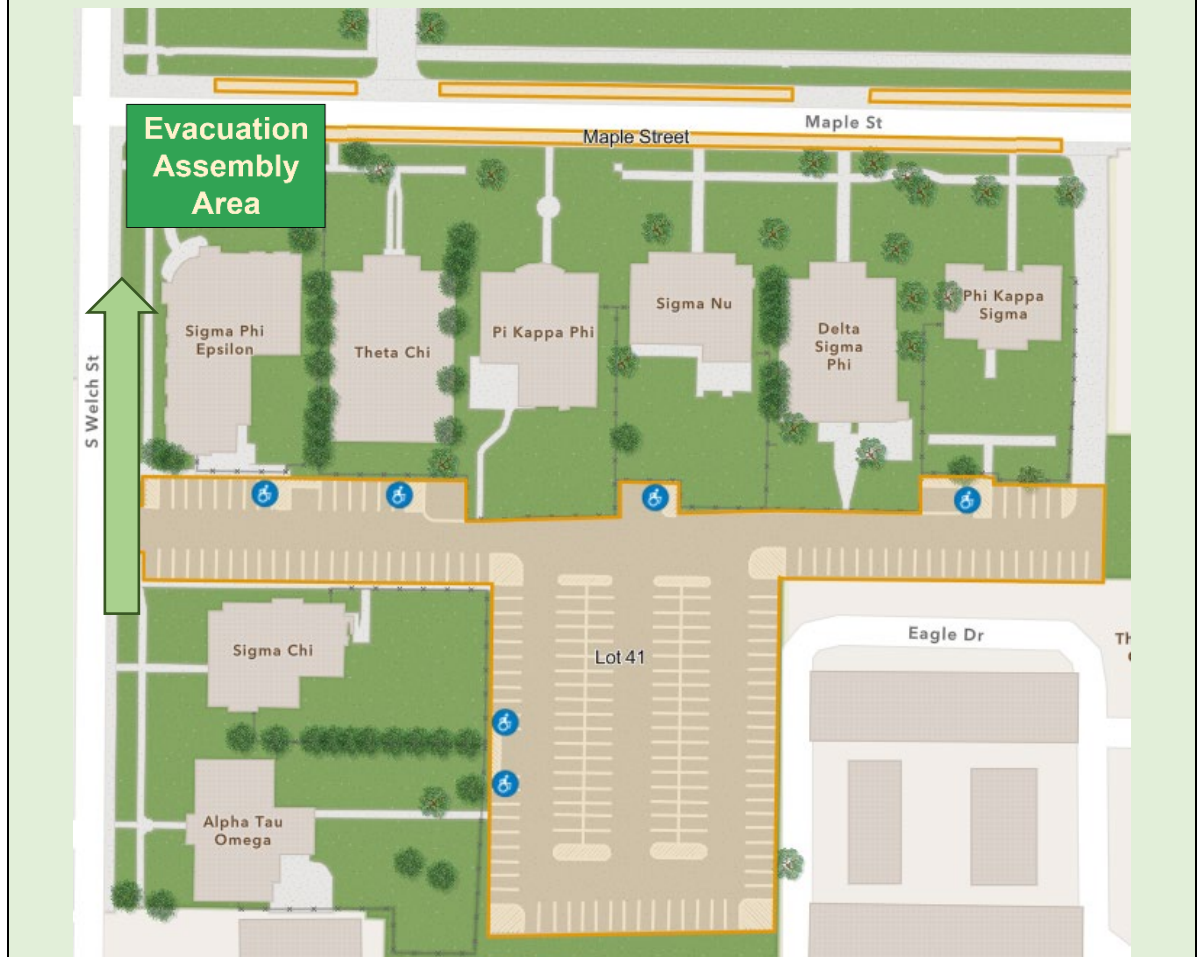 Maple St
Evacuation
Assembly
Area
Maple Street
Sigma Phi
Epsilon
Theta Chi
Pi Kappa Phi
Sigma Nu
Delta
Sigma
Phi
Phi Kappa
Sigma
S Welch St
Sigma Chi
Lot 41
Eagle Dr
Alpha Tau
Omega